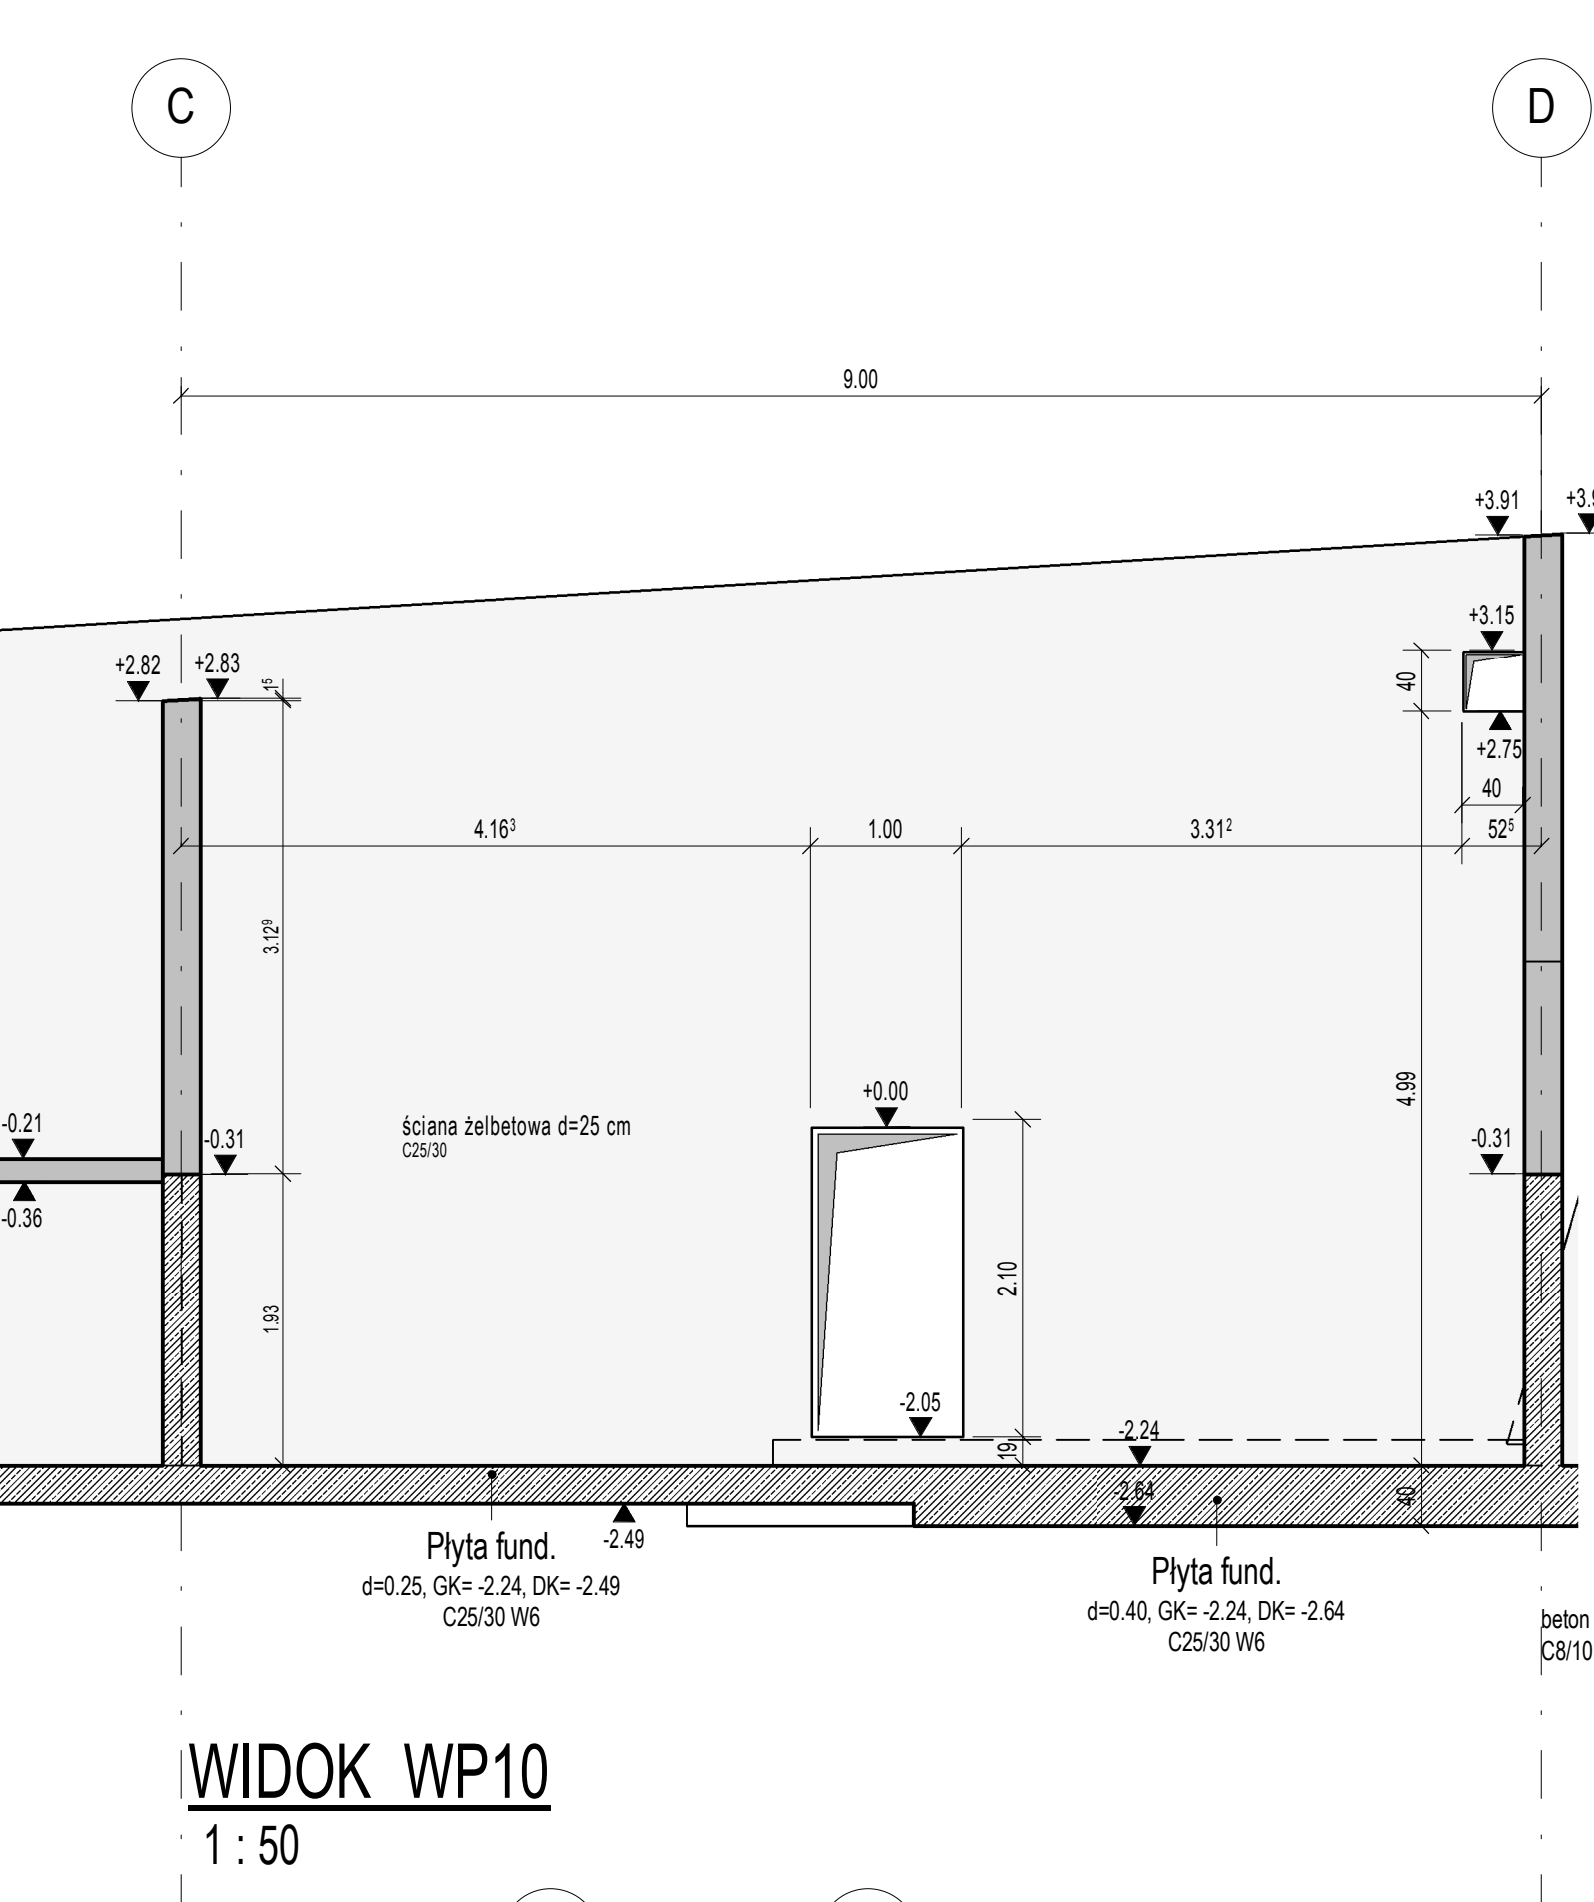 C
D
9.00
+3.91
+3.9
+3.15
+2.82
+2.83
1⁵
40
+2.75
40
4.16³
1.00
3.31²
52⁵
3.12⁹
4.99
+0.00
-0.21
-0.31
ściana żelbetowa d=25 cm
C25/30
-0.31
-0.36
2.10
1.93
-2.05
-2.24
19
-2.64
40
-2.49
Płyta fund.
d=0.25, GK= -2.24, DK= -2.49
C25/30 W6
Płyta fund.
d=0.40, GK= -2.24, DK= -2.64
C25/30 W6
beton
C8/10
WIDOK WP10
1 : 50